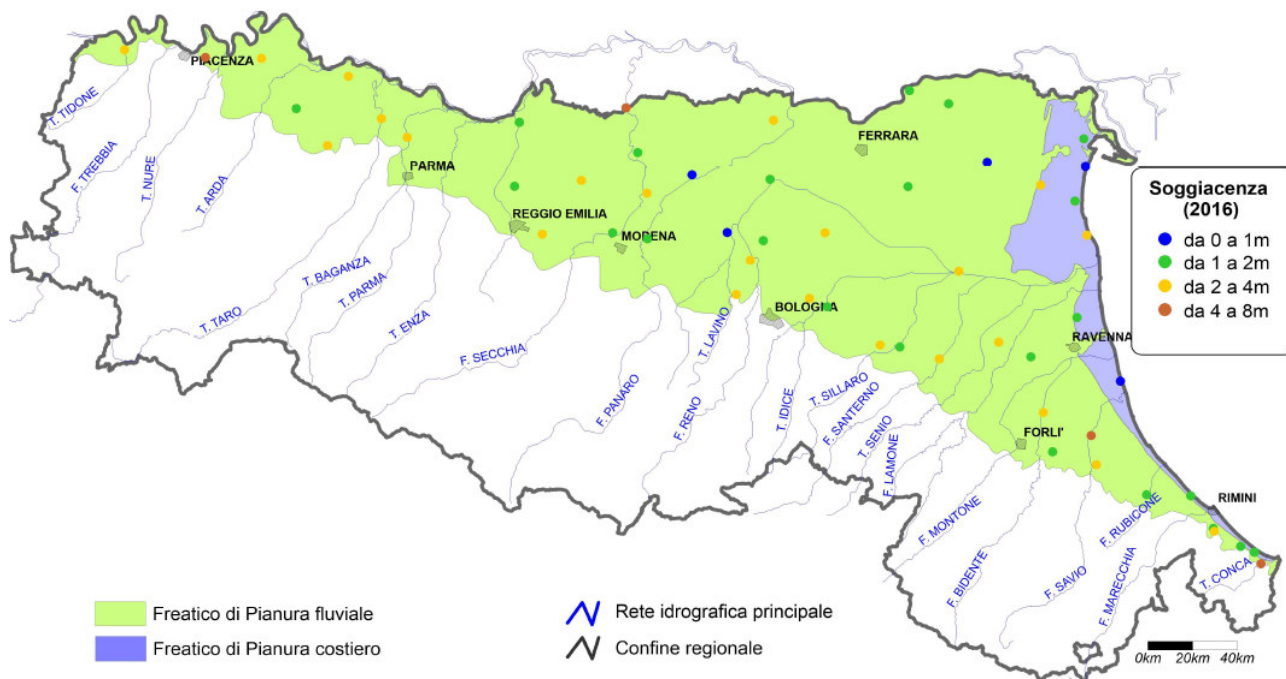 PIACENZA
T. TIDONE
F. TREBBIA
T. NURE
T. ARDA
PARMA
FERRARA
REGGIO EMILIA
MODENA
BOLOGNA
RAVENNA
FORLI'
RIMINI
T. TARO
T. BAGANZA
T. PARMA
T. ENZA
F. SECCHIA
F. PANARO
T. LAVINO
F. RENO
T. IDICE
T. SILLARO
F. SANTERNO
T. SENIO
F. LAMONE
F. MONTONE
F. BIDENTE
F. SAVIO
F. RUBICONE
F. MARECCHIA
T. CONCA
Soggiacenza
(2016)
da 0 a 1m
da 1 a 2m
da 2 a 4m
da 4 a 8m
Freatico di Pianura fluviale
Freatico di Pianura costiero
Rete idrografica principale
Confine regionale
0km 20km 40km